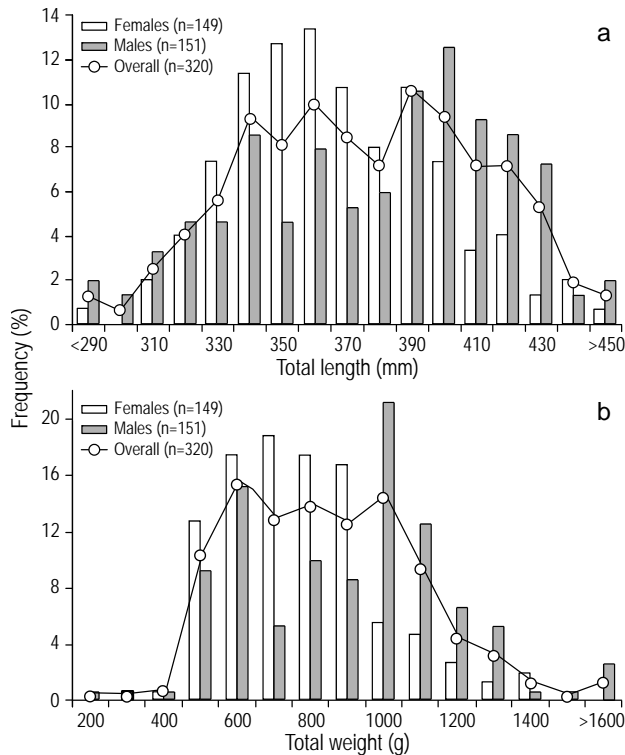 14
12
10
8
6
4
2
0
Females (n=149)
Males (n=151)
Overall (n=320)
a
<290 310 330 350 370 390 410 430 >450
Total length (mm)
Frequency (%)
20
16
12
8
4
0
Females (n=149)
Males (n=151)
Overall (n=320)
b
200 400 600 800 1000 1200 1400 >1600
Total weight (g)